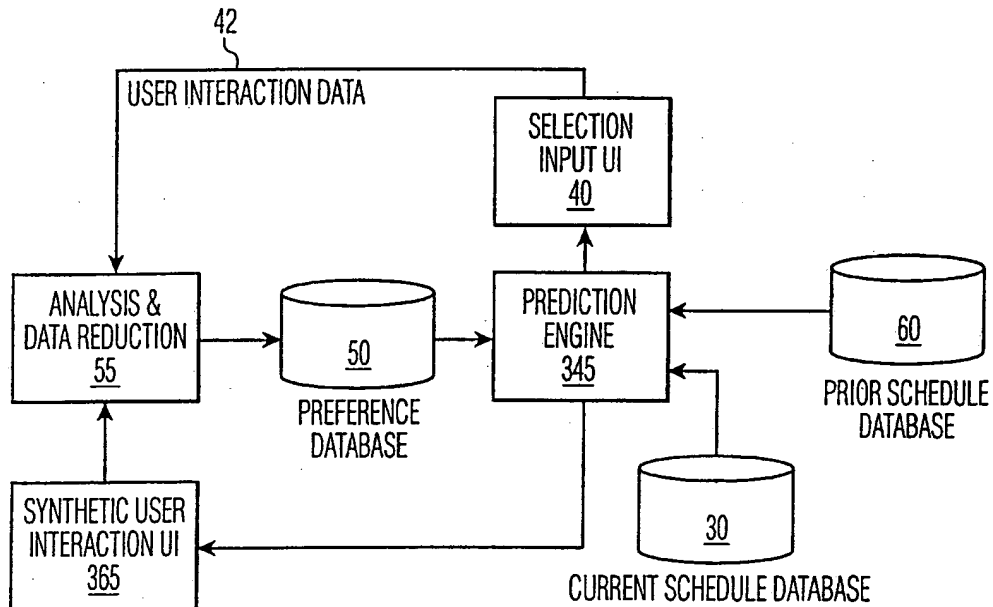 42
USER INTERACTION DATA
SELECTION
INPUT UI
40
ANALYSIS &
DATA REDUCTION
55
50
PREFERENCE
DATABASE
PREDICTION
ENGINE
345
60
PRIOR SCHEDULE
DATABASE
SYNTHETIC USER
INTERACTION UI
365
30
CURRENT SCHEDULE DATABASE